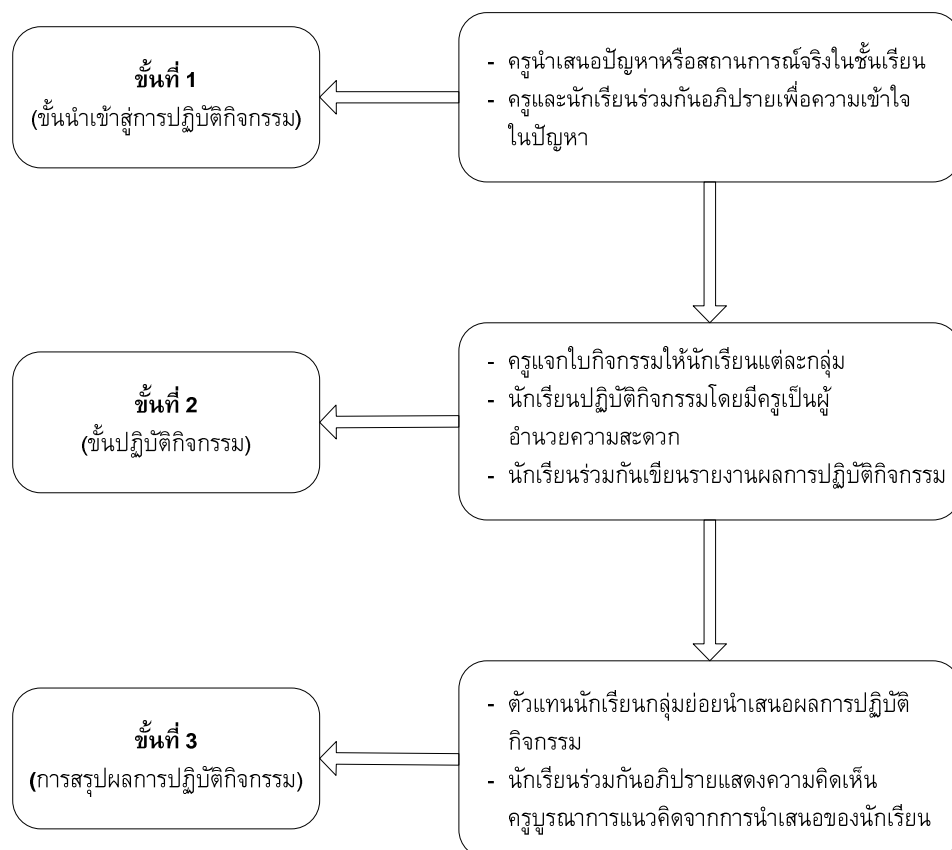 ขั้นที่ 1
(ขั้นนำเข้าสู่การปฏิบัติกิจกรรม)
- ครูนำเสนอปัญหาหรือสถานการณ์จริงในชั้นเรียน
- ครูและนักเรียนร่วมกันอภิปรายเพื่อความเข้าใจ
ในปัญหา
ขั้นที่ 2
(ขั้นปฏิบัติกิจกรรม)
- ครูแจกใบกิจกรรมให้นักเรียนแต่ละกลุ่ม
- นักเรียนปฏิบัติกิจกรรมโดยมีครูเป็นผู้
อำนวยความสะดวก
- นักเรียนร่วมกันเขียนรายงานผลการปฏิบัติกิจกรรม
ขั้นที่ 3
(การสรุปผลการปฏิบัติกิจกรรม)
- ตัวแทนนักเรียนกลุ่มย่อยนำเสนอผลการปฏิบัติ
กิจกรรม
- นักเรียนร่วมกันอภิปรายแสดงความคิดเห็น
ครูบูรณาการแนวคิดจากการนำเสนอของนักเรียน